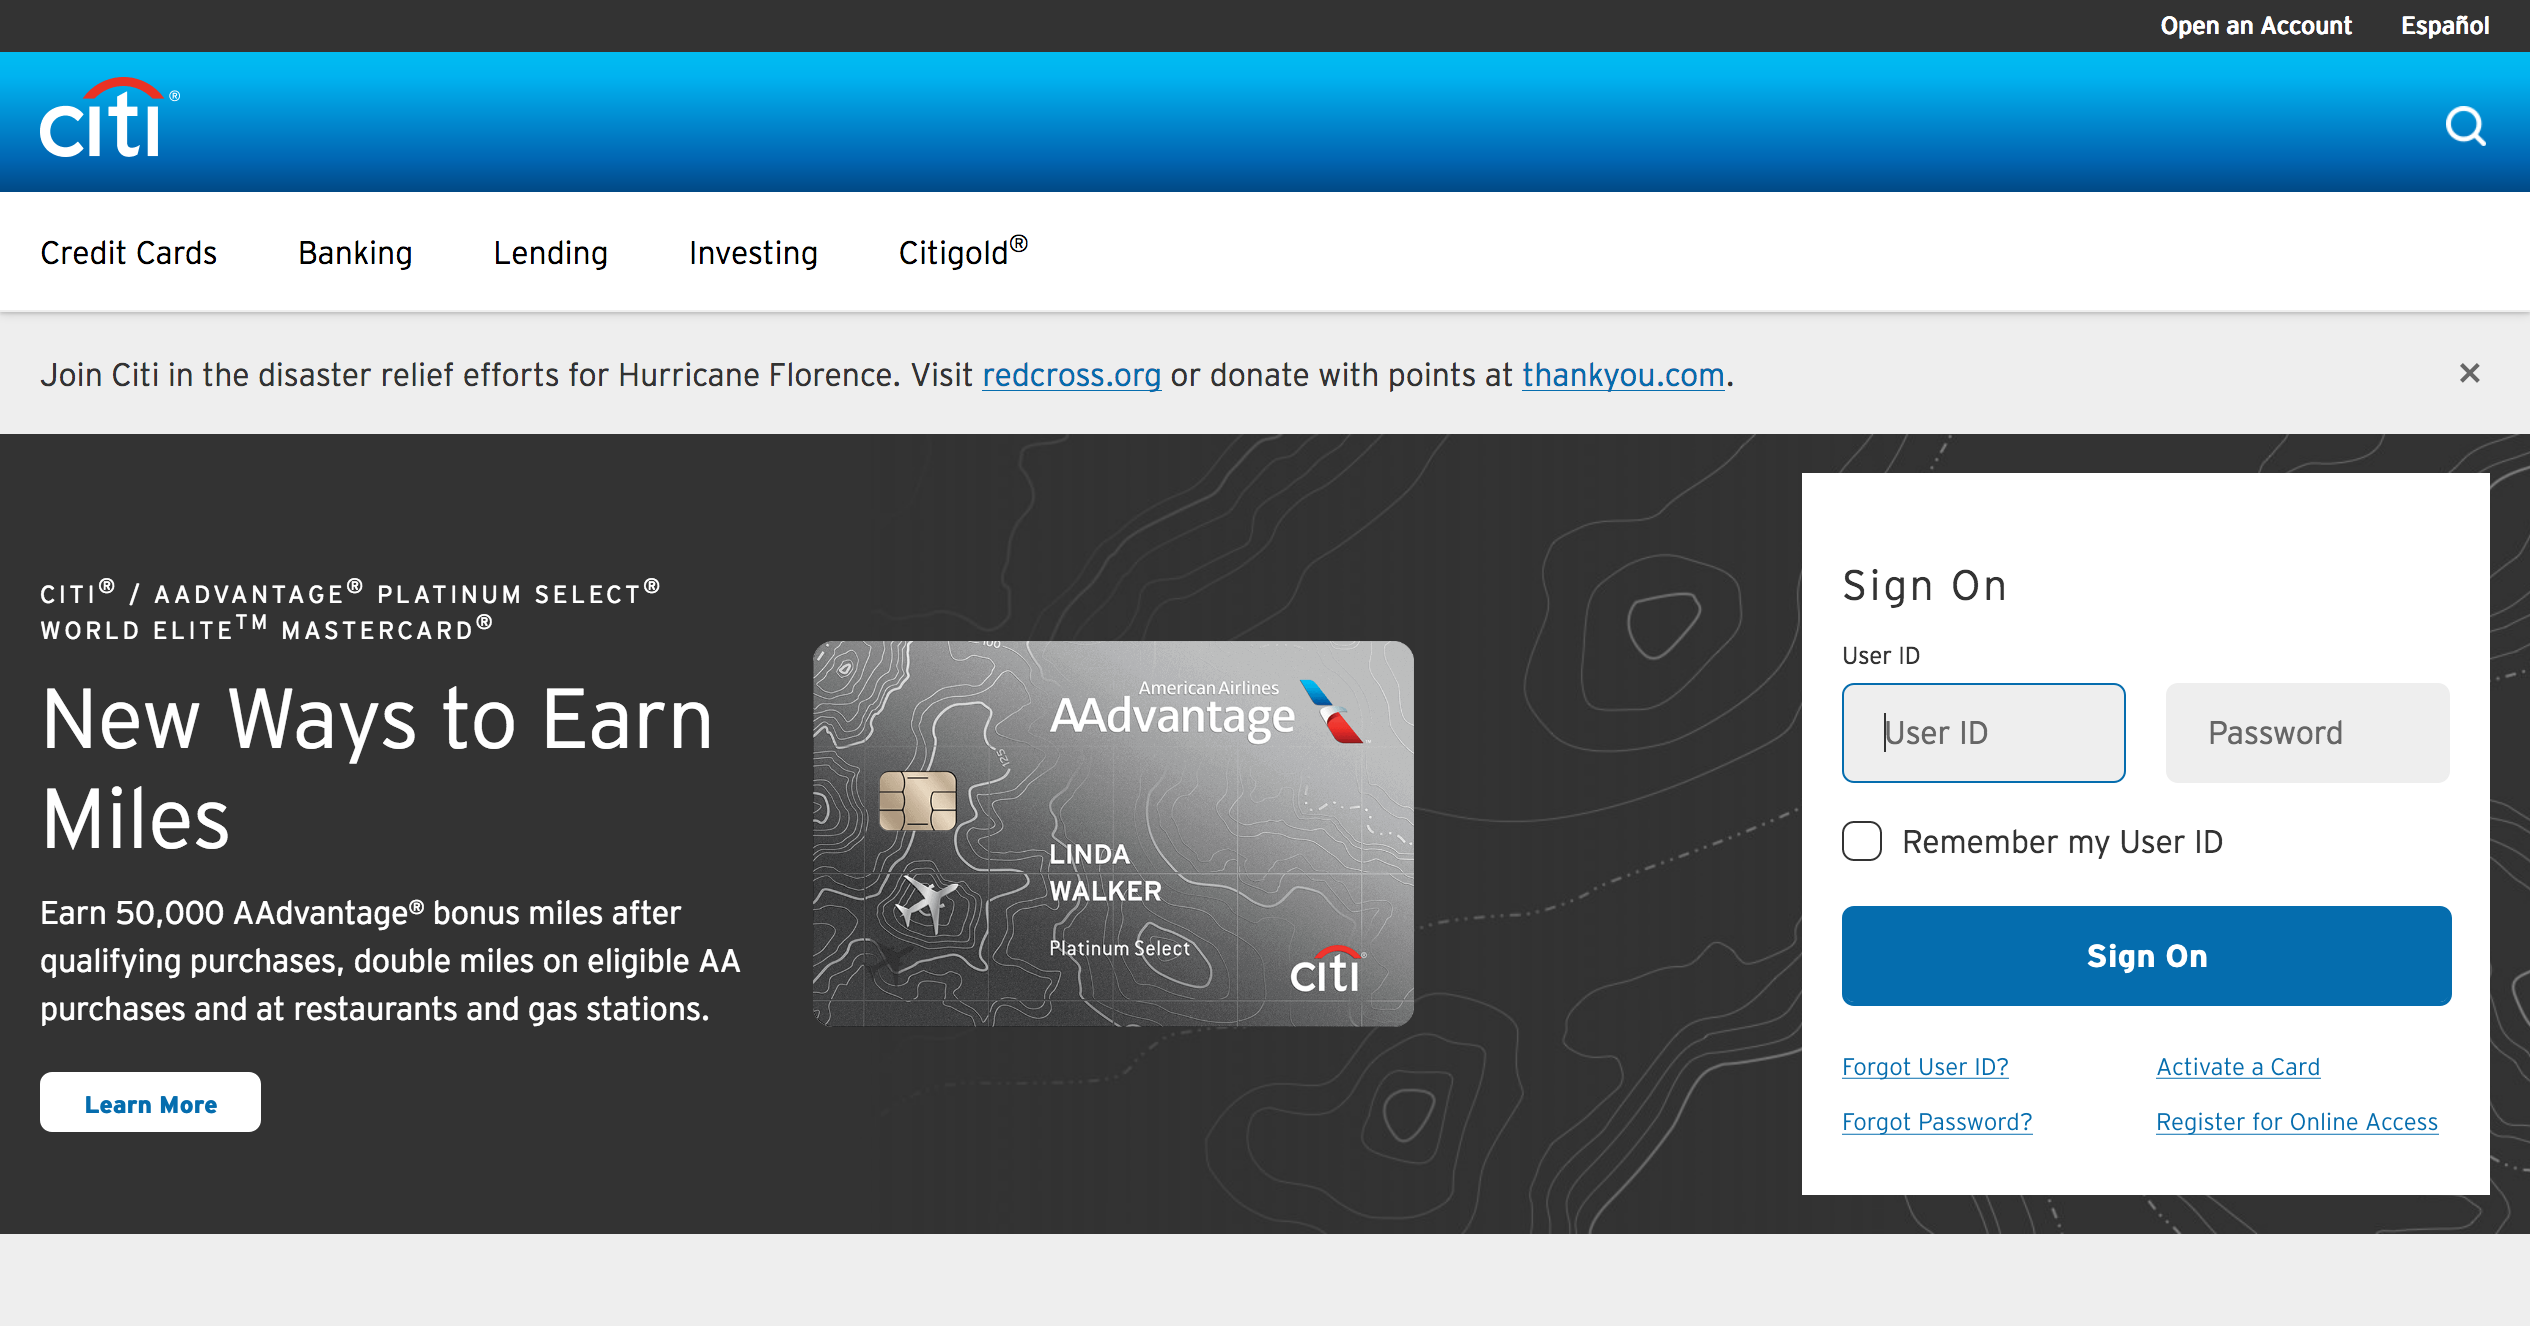 Open an Account Español
citi®
Credit Cards Banking Lending Investing Citigold®
Join Citi in the disaster relief efforts for Hurricane Florence. Visit redcross.org or donate with points at thankyou.com.
CITI® / AADVANTAGE® PLATINUM SELECT®
WORLD ELITE™ MASTERCARD®
New Ways to Earn
Miles
Earn 50,000 AAdvantage® bonus miles after
qualifying purchases, double miles on eligible AA
purchases and at restaurants and gas stations.
Learn More
100
American Airlines
AAdvantage
125
LINDA
WALKER
Platinum Select
citi®
Sign On
User ID
User ID Password
Remember my User ID
Sign On
Forgot User ID? Activate a Card
Forgot Password? Register for Online Access